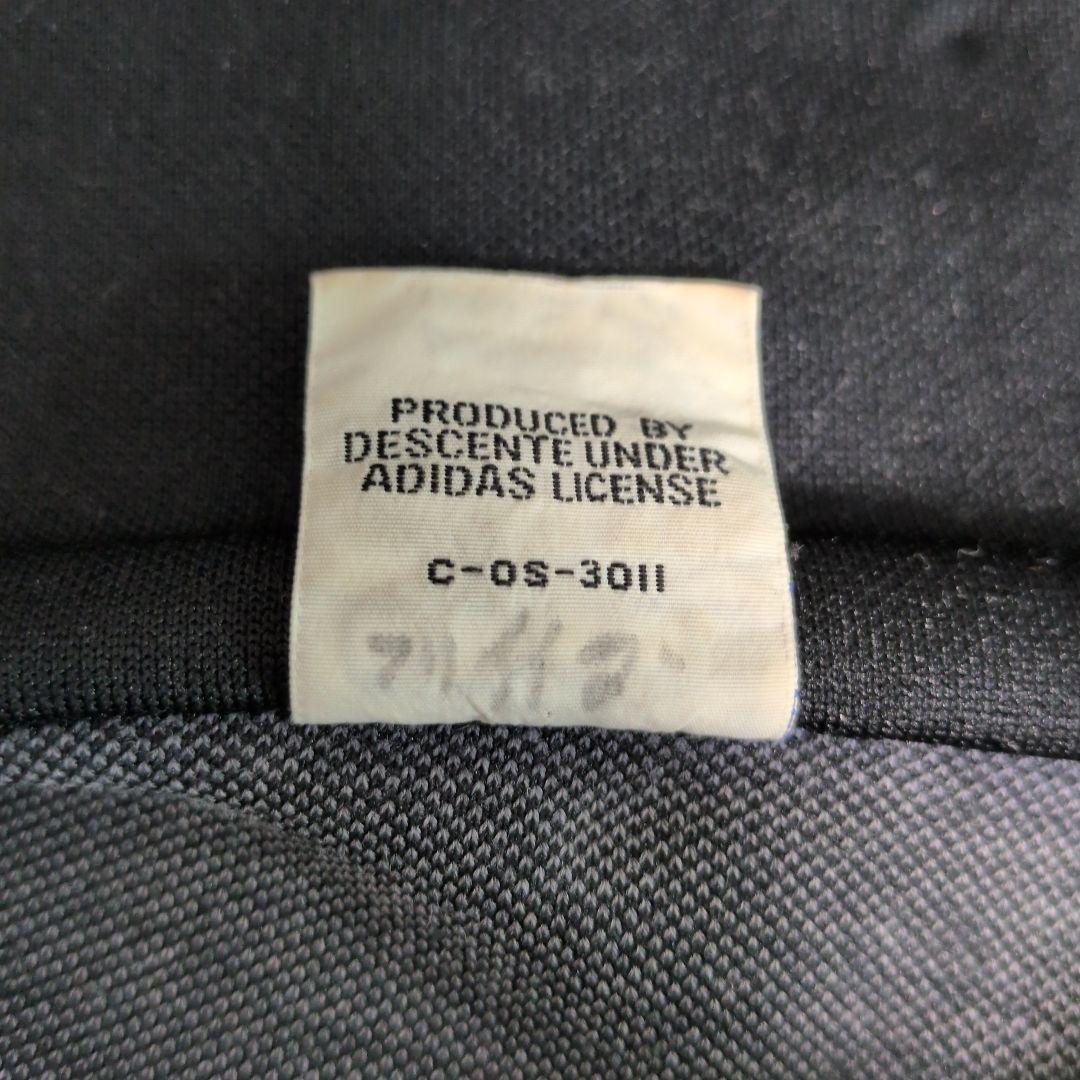 PRODUCED BY
DESCENTE UNDER
ADIDAS LICENSE
C-OS-3011